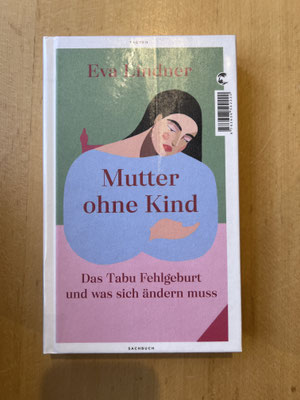 Eva Lindner
Mutter
ohne Kind
Das Tabu Fehlgeburt
und was sich ändern muss
SACHBUCH